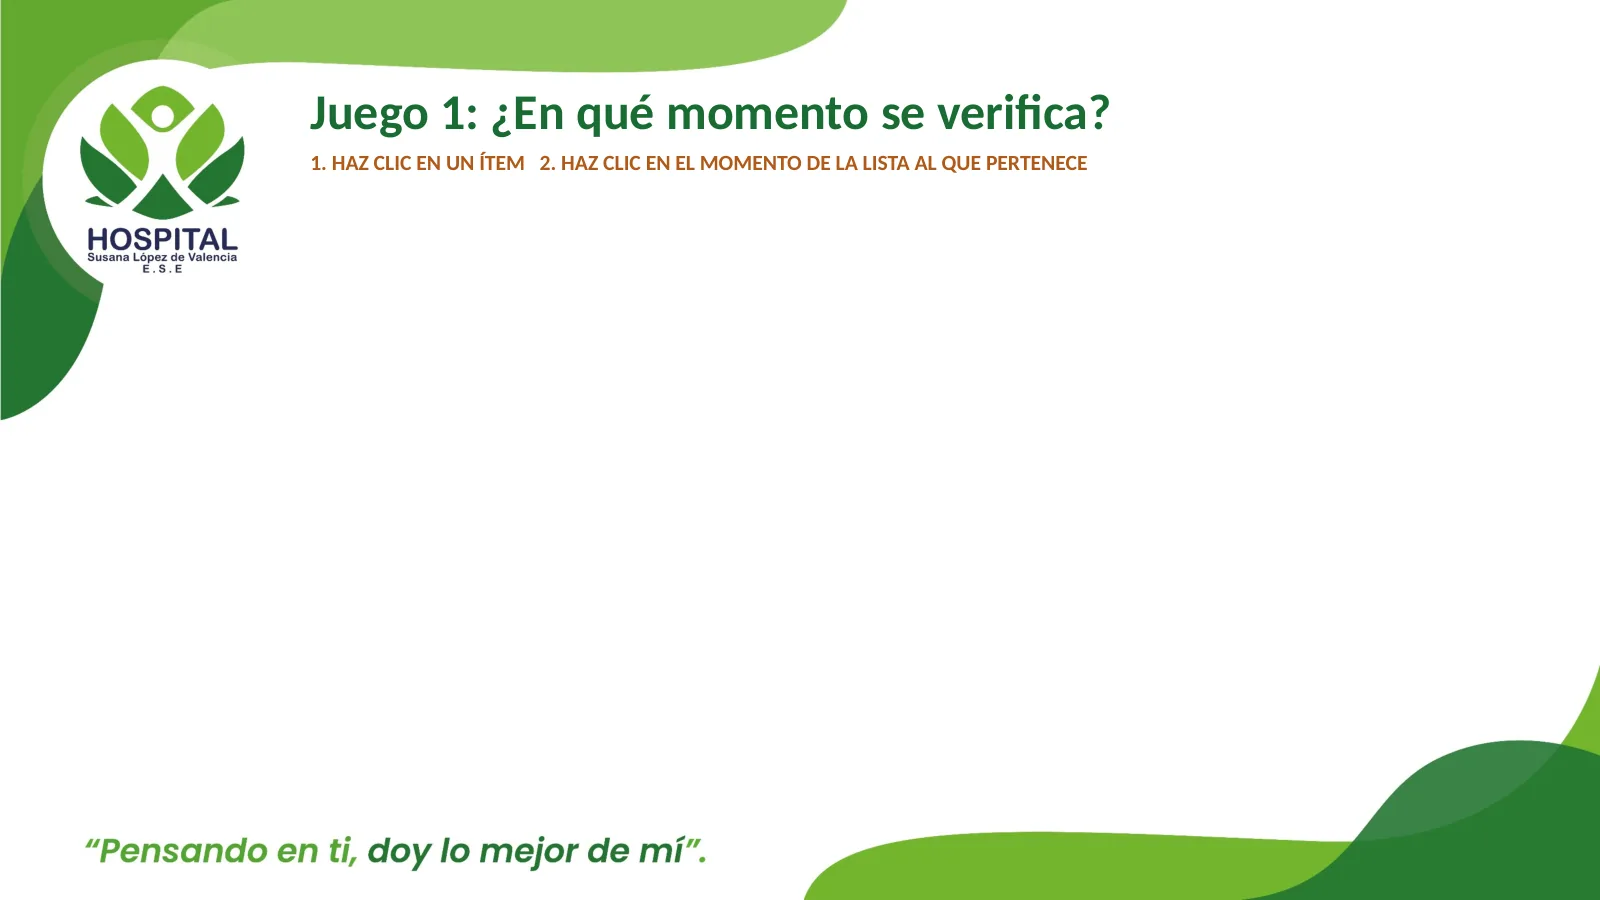 Juego 1: ¿En qué momento se verifica?
1. HAZ CLIC EN UN ÍTEM   2. HAZ CLIC EN EL MOMENTO DE LA LISTA AL QUE PERTENECE
HOSPITAL
Susana López de Valencia
E.S.E
“Pensando en ti, doy lo mejor de mí”.